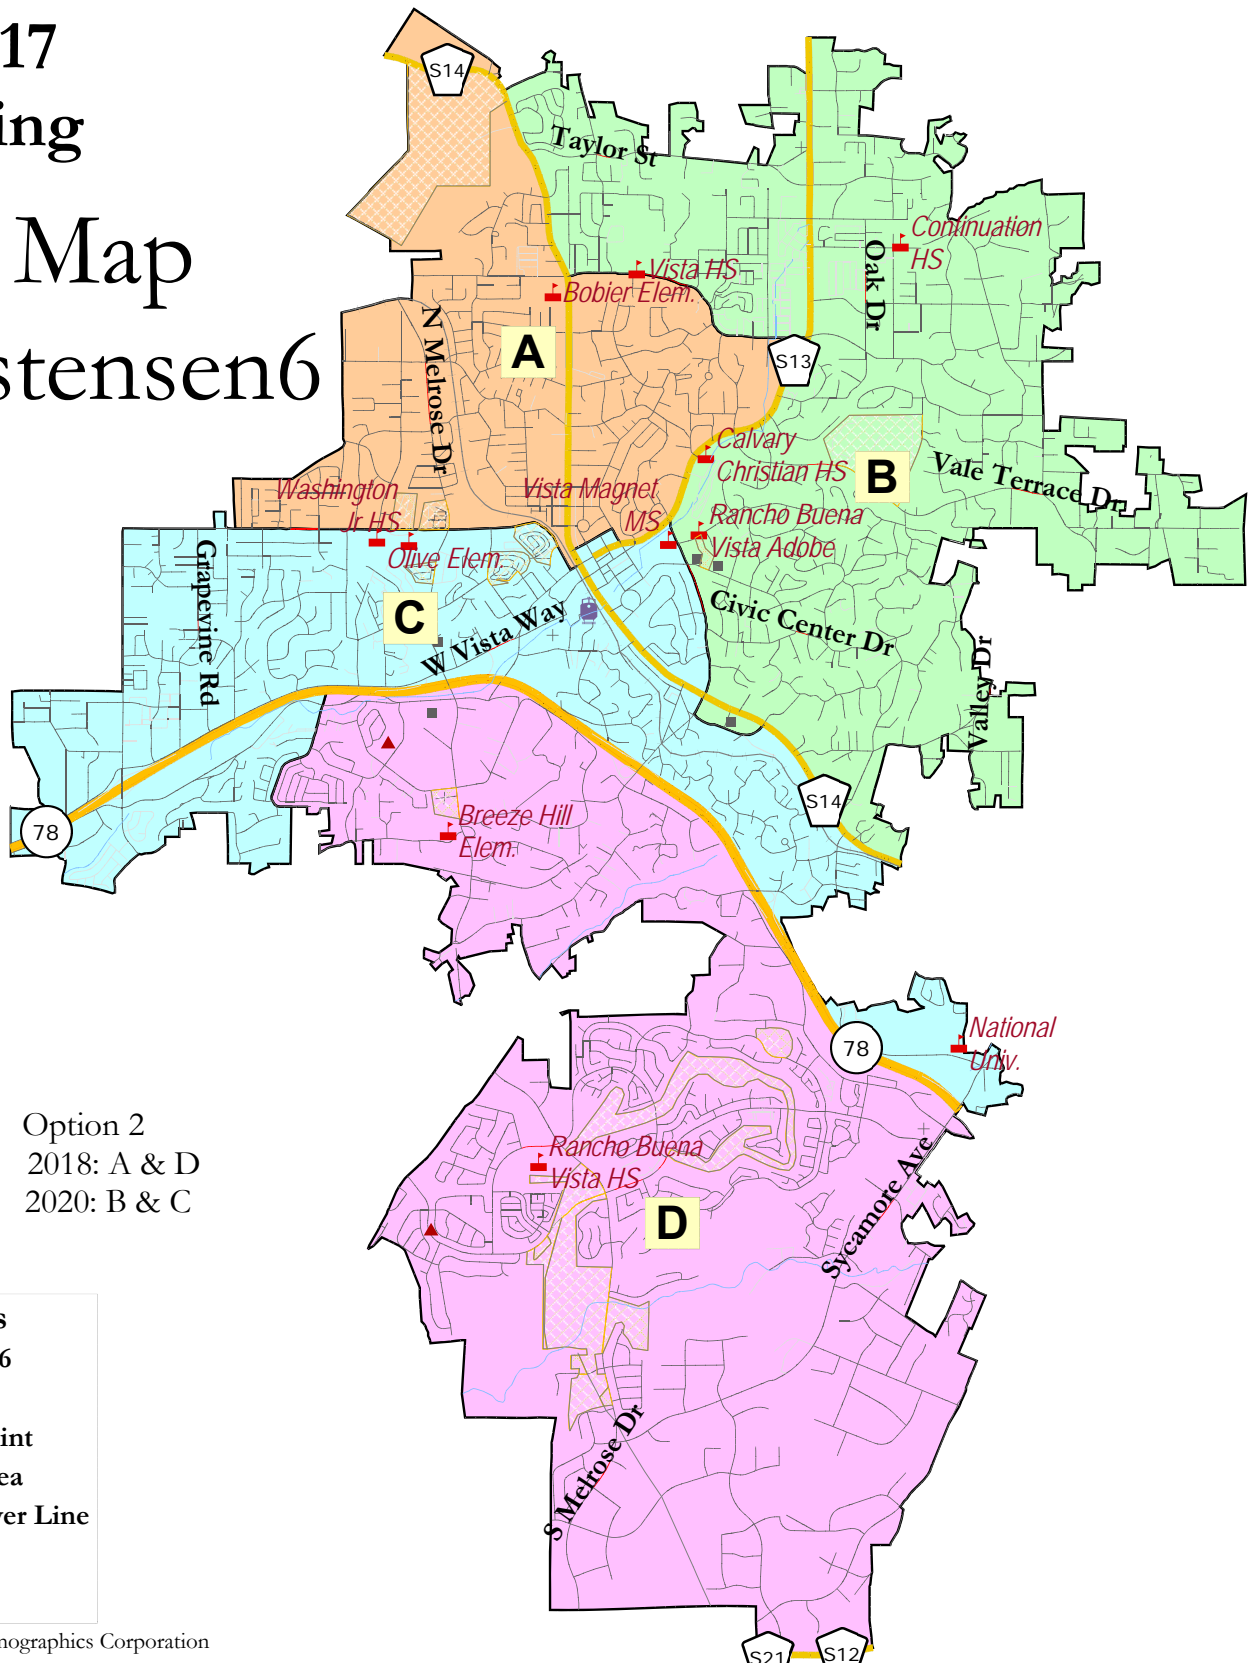 17
ing
Map
stensen6
S14
Taylor St
Continuation
HS
Oak Dr
Vista HS
Bobier Elem.
N Melrose Dr
A
S13
Calvary
Christian HS
B
Vale Terrace Dr
Washington
Jr HS
Vista Magnet
MS
Rancho Buena
Vista Adobe
Olive Elem.
Grapevine Rd
C
W Vista Way
Civic Center Dr
Valley Dr
S14
78
Breeze Hill
Elem.
National
Univ.
78
Option 2
2018: A & D
2020: B & C
Rancho Buena
Vista HS
D
Sycamore Ave
s
6
int
ea
ver Line
S Melrose Dr
nographics Corporation
S21
S12